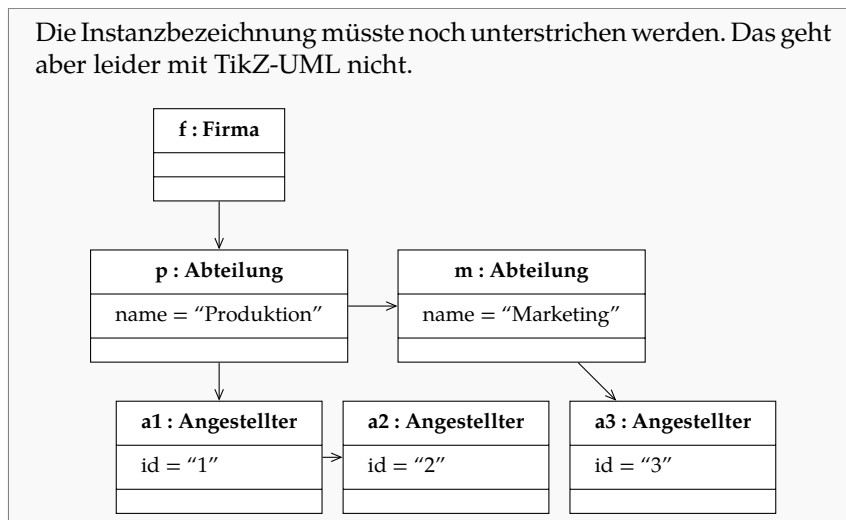 Die Instanzbezeichnung müsste noch unterstrichen werden. Das geht
aber leider mit TikZ-UML nicht.
f : Firma
p : Abteilung
name = “Produktion”
m : Abteilung
name = “Marketing”
a1 : Angestellter
id = “1”
a2 : Angestellter
id = “2”
a3 : Angestellter
id = “3”